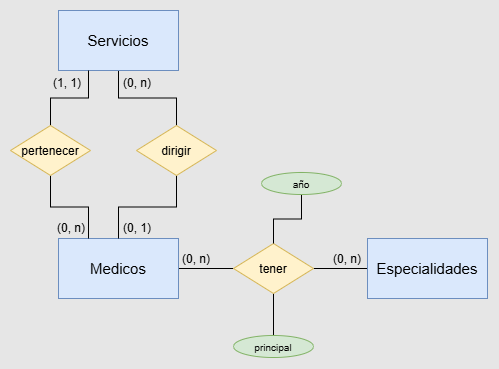 Servicios
(1, 1)
(0, n)
pertenecer
dirigir
año
(0, n)
(0, 1)
Medicos
(0, n)
tener
(0, n)
Especialidades
principal